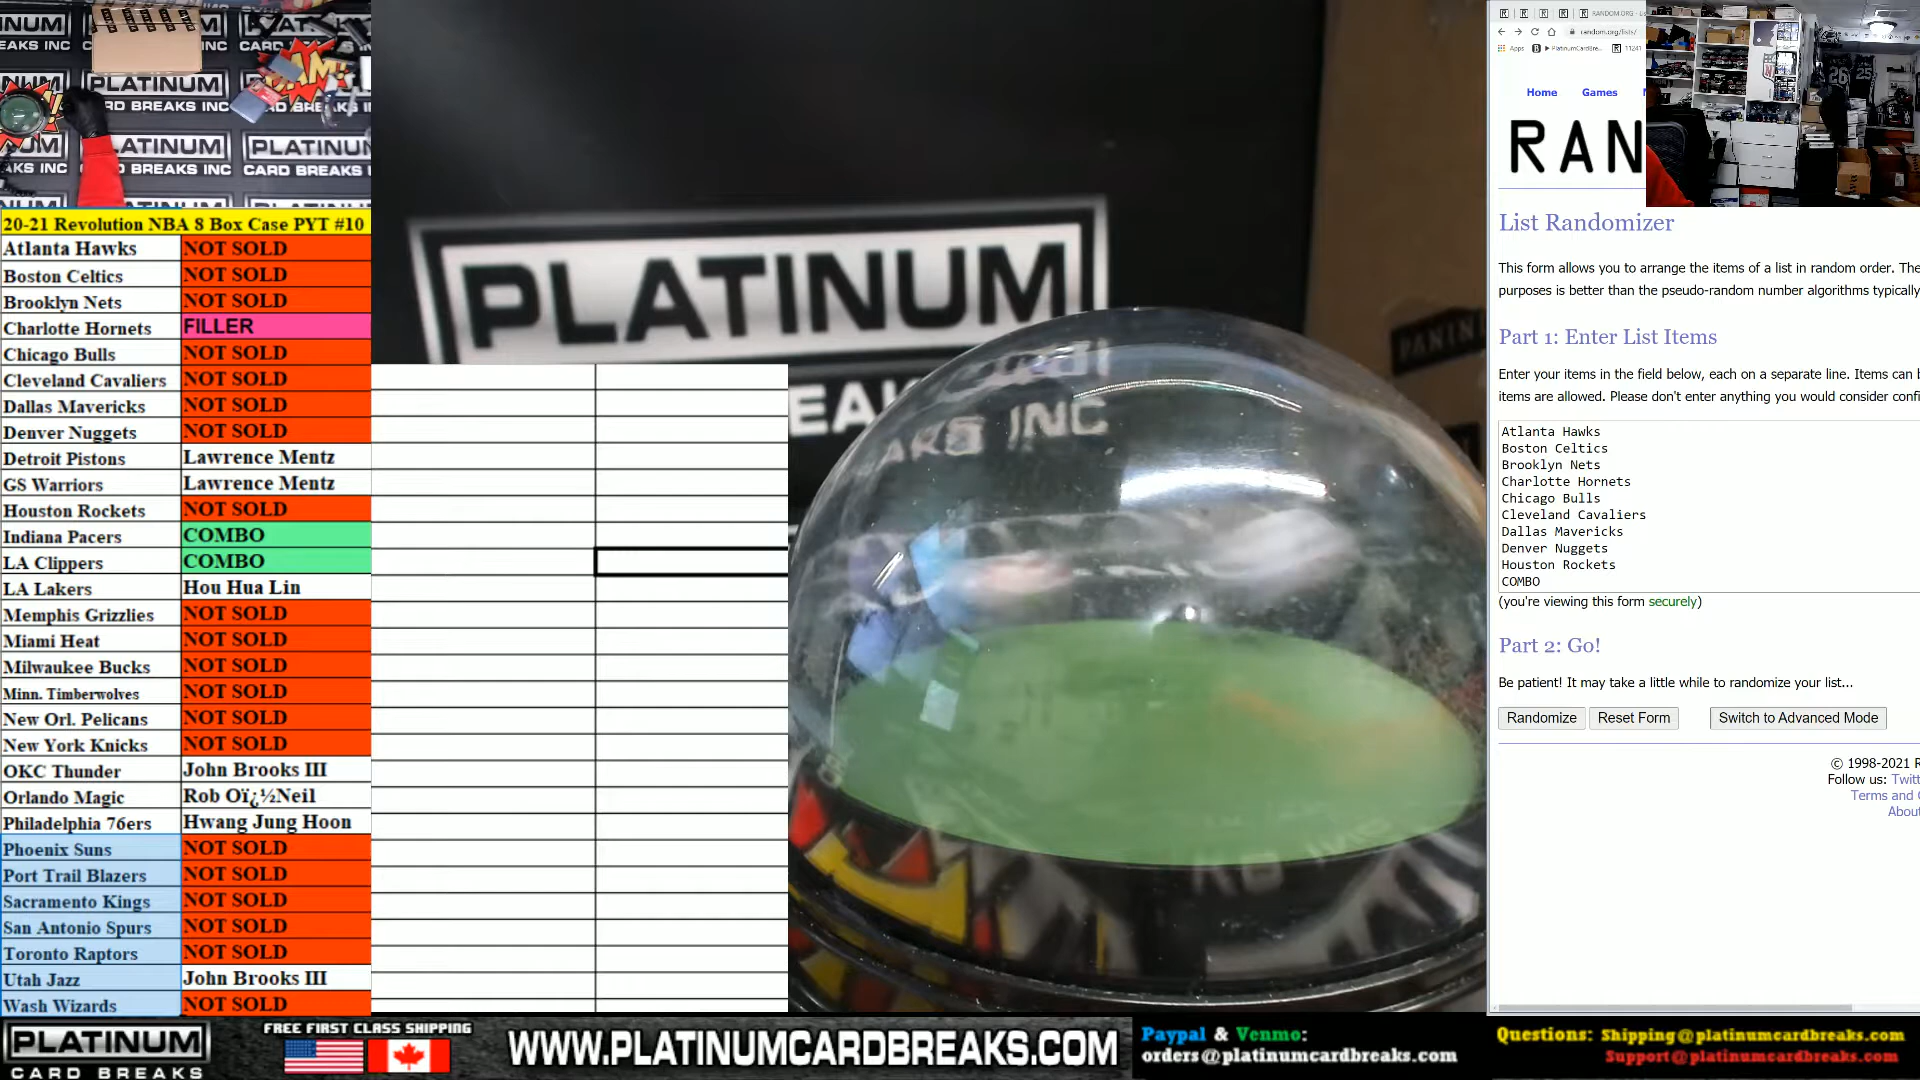 20-21 Revolution NBA 8 Box Case PYT #10
Atlanta Hawks NOT SOLD
Boston Celtics NOT SOLD
Brooklyn Nets NOT SOLD
Charlotte Hornets FILLER
Chicago Bulls NOT SOLD
Cleveland Cavaliers NOT SOLD
Dallas Mavericks NOT SOLD
Denver Nuggets NOT SOLD
Detroit Pistons Lawrence Mentz
GS Warriors Lawrence Mentz
Houston Rockets NOT SOLD
Indiana Pacers COMBO
LA Clippers COMBO
LA Lakers Hou Hua Lin
Memphis Grizzlies NOT SOLD
Miami Heat NOT SOLD
Milwaukee Bucks NOT SOLD
Minn. Timberwolves NOT SOLD
New Orl. Pelicans NOT SOLD
New York Knicks NOT SOLD
OKC Thunder John Brooks III
Orlando Magic Rob Oï¿½Neil
Philadelphia 76ers Hwang Jung Hoon
Phoenix Suns NOT SOLD
Port Trail Blazers NOT SOLD
Sacramento Kings NOT SOLD
San Antonio Spurs NOT SOLD
Toronto Raptors NOT SOLD
Utah Jazz John Brooks III
Wash Wizards NOT SOLD
PLATINUM
PANINI
random.org/lists/
Apps
Home Games
RAN
List Randomizer
This form allows you to arrange the items of a list in random order. The
purposes is better than the pseudo-random number algorithms typically
Part 1: Enter List Items
Enter your items in the field below, each on a separate line. Items can
items are allowed. Please don't enter anything you would consider
Atlanta Hawks
Boston Celtics
Brooklyn Nets
Charlotte Hornets
Chicago Bulls
Cleveland Cavaliers
Dallas Mavericks
Denver Nuggets
Houston Rockets
COMBO
(you're viewing this form securely)
Part 2: Go!
Be patient! It may take a little while to randomize your list...
Randomize Reset Form Switch to Advanced Mode
© 1998-2021 R
Follow us: Twitt
Terms and
About
PLATINUM
CARD BREAKS
FREE FIRST CLASS SHIPPING
WWW.PLATINUMCARDBREAKS.COM
Paypal & Venmo:
orders@platinumcardbreaks.com
Questions: Shipping@platinumcardbreaks.com
Support@platinumcardbreaks.com